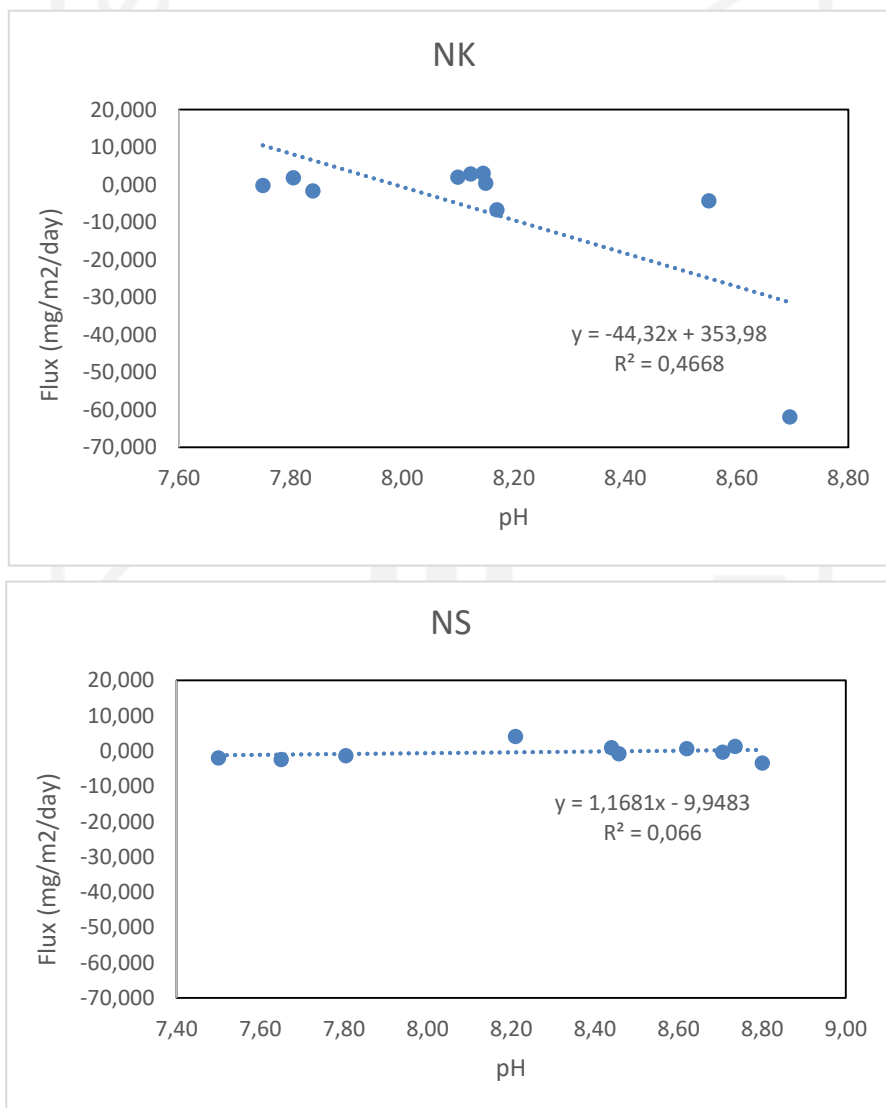 NK
20,000
10,000
0,000
-10,000
-20,000
-30,000
-40,000
-50,000
-60,000
-70,000
Flux (mg/m2/day)
y = -44,32x + 353,98
R² = 0,4668
7,60 7,80 8,00 8,20 8,40 8,60 8,80
pH
NS
20,000
10,000
0,000
-10,000
-20,000
-30,000
-40,000
-50,000
-60,000
-70,000
Flux (mg/m2/day)
y = 1,1681x - 9,9483
R² = 0,066
7,40 7,60 7,80 8,00 8,20 8,40 8,60 8,80 9,00
pH